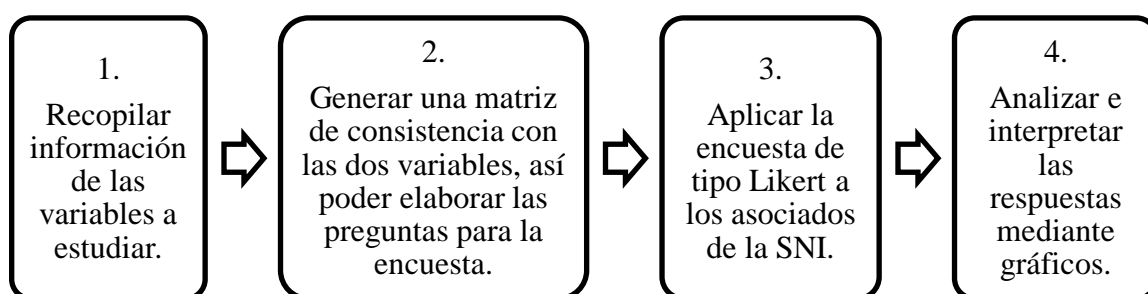 1.
Recopilar
información
de las
variables a
estudiar.
2.
Generar una matriz
de consistencia con
las dos variables, así
poder elaborar las
preguntas para la
encuesta.
3.
Aplicar la
encuesta de
tipo Likert a
los asociados
de la SNI.
4.
Analizar e
interpretar
las
respuestas
mediante
gráficos.